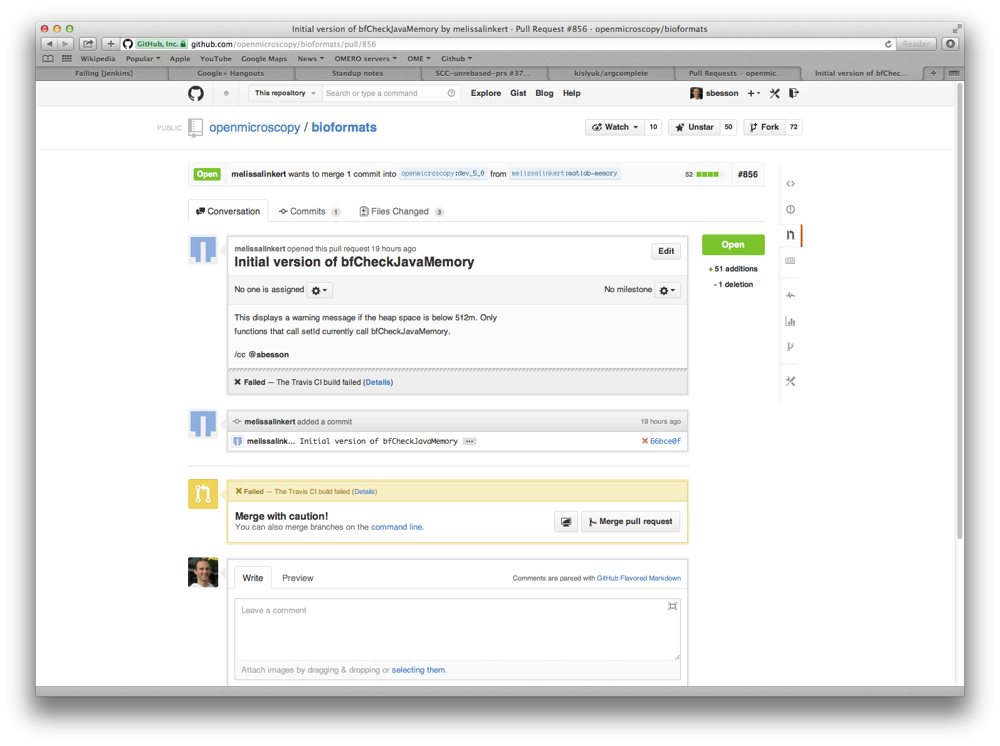 Initial version of bfCheckJavaMemory by melissalinkert · Pull Request #856 · openmicroscopy/bioformats
GitHub, Inc. github.com/openmicroscopy/bioformats/pull/856 Reader
Wikipedia Popular Apple YouTube Google Maps News OMERO servers OME Github
Failing [Jenkins] Google+ Hangouts Standup notes SCC-unrebased-prs #37... kislyuk/argcomplete Pull Requests · openmic... Initial version of bfChec...
This repository Search or type a command Explore Gist Blog Help sbesson
PUBLIC openmicroscopy / bioformats Watch 10 Unstar 50 Fork 72
Open melissalinkert wants to merge 1 commit into openmicroscopy:dev_5_0 from melissalinkert:matlab-memory 52 #856
Conversation Commits 1 Files Changed 3
melissalinkert opened this pull request 19 hours ago
Initial version of bfCheckJavaMemory
Edit
Open
+ 51 additions
- 1 deletion
No one is assigned No milestone
This displays a warning message if the heap space is below 512m. Only
functions that call setId currently call bfCheckJavaMemory.
/cc @sbesson
Failed — The Travis CI build failed (Details)
melissalinkert added a commit 19 hours ago
melissalink... Initial version of bfCheckJavaMemory ... 66bce0f
Failed — The Travis CI build failed (Details)
Merge with caution!
You can also merge branches on the command line.
Merge pull request
Write Preview Comments are parsed with GitHub Flavored Markdown
Leave a comment
Attach images by dragging & dropping or selecting them.